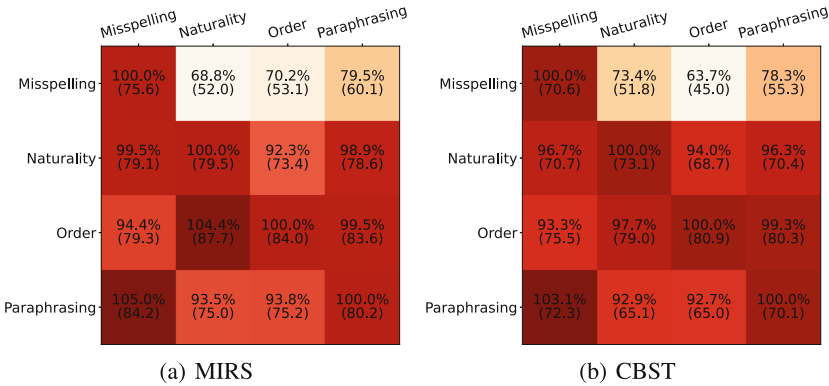 Misspelling Naturality Order Paraphrasing
Misspelling 100.0% 68.8% 70.2% 79.5%
(75.6) (52.0) (53.1) (60.1)
Naturality 99.5% 100.0% 92.3% 98.9%
(79.1) (79.5) (73.4) (78.6)
Order 94.4% 104.4% 100.0% 99.5%
(79.3) (87.7) (84.0) (83.6)
Paraphrasing 105.0% 93.5% 93.8% 100.0%
(84.2) (75.0) (75.2) (80.2)
(a) MIRS
Misspelling Naturality Order Paraphrasing
Misspelling 100.0% 73.4% 63.7% 78.3%
(70.6) (51.8) (45.0) (55.3)
Naturality 96.7% 100.0% 94.0% 96.3%
(70.7) (73.1) (68.7) (70.4)
Order 93.3% 97.7% 100.0% 99.3%
(75.5) (79.0) (80.9) (80.3)
Paraphrasing 103.1% 92.9% 92.7% 100.0%
(72.3) (65.1) (65.0) (70.1)
(b) CBST